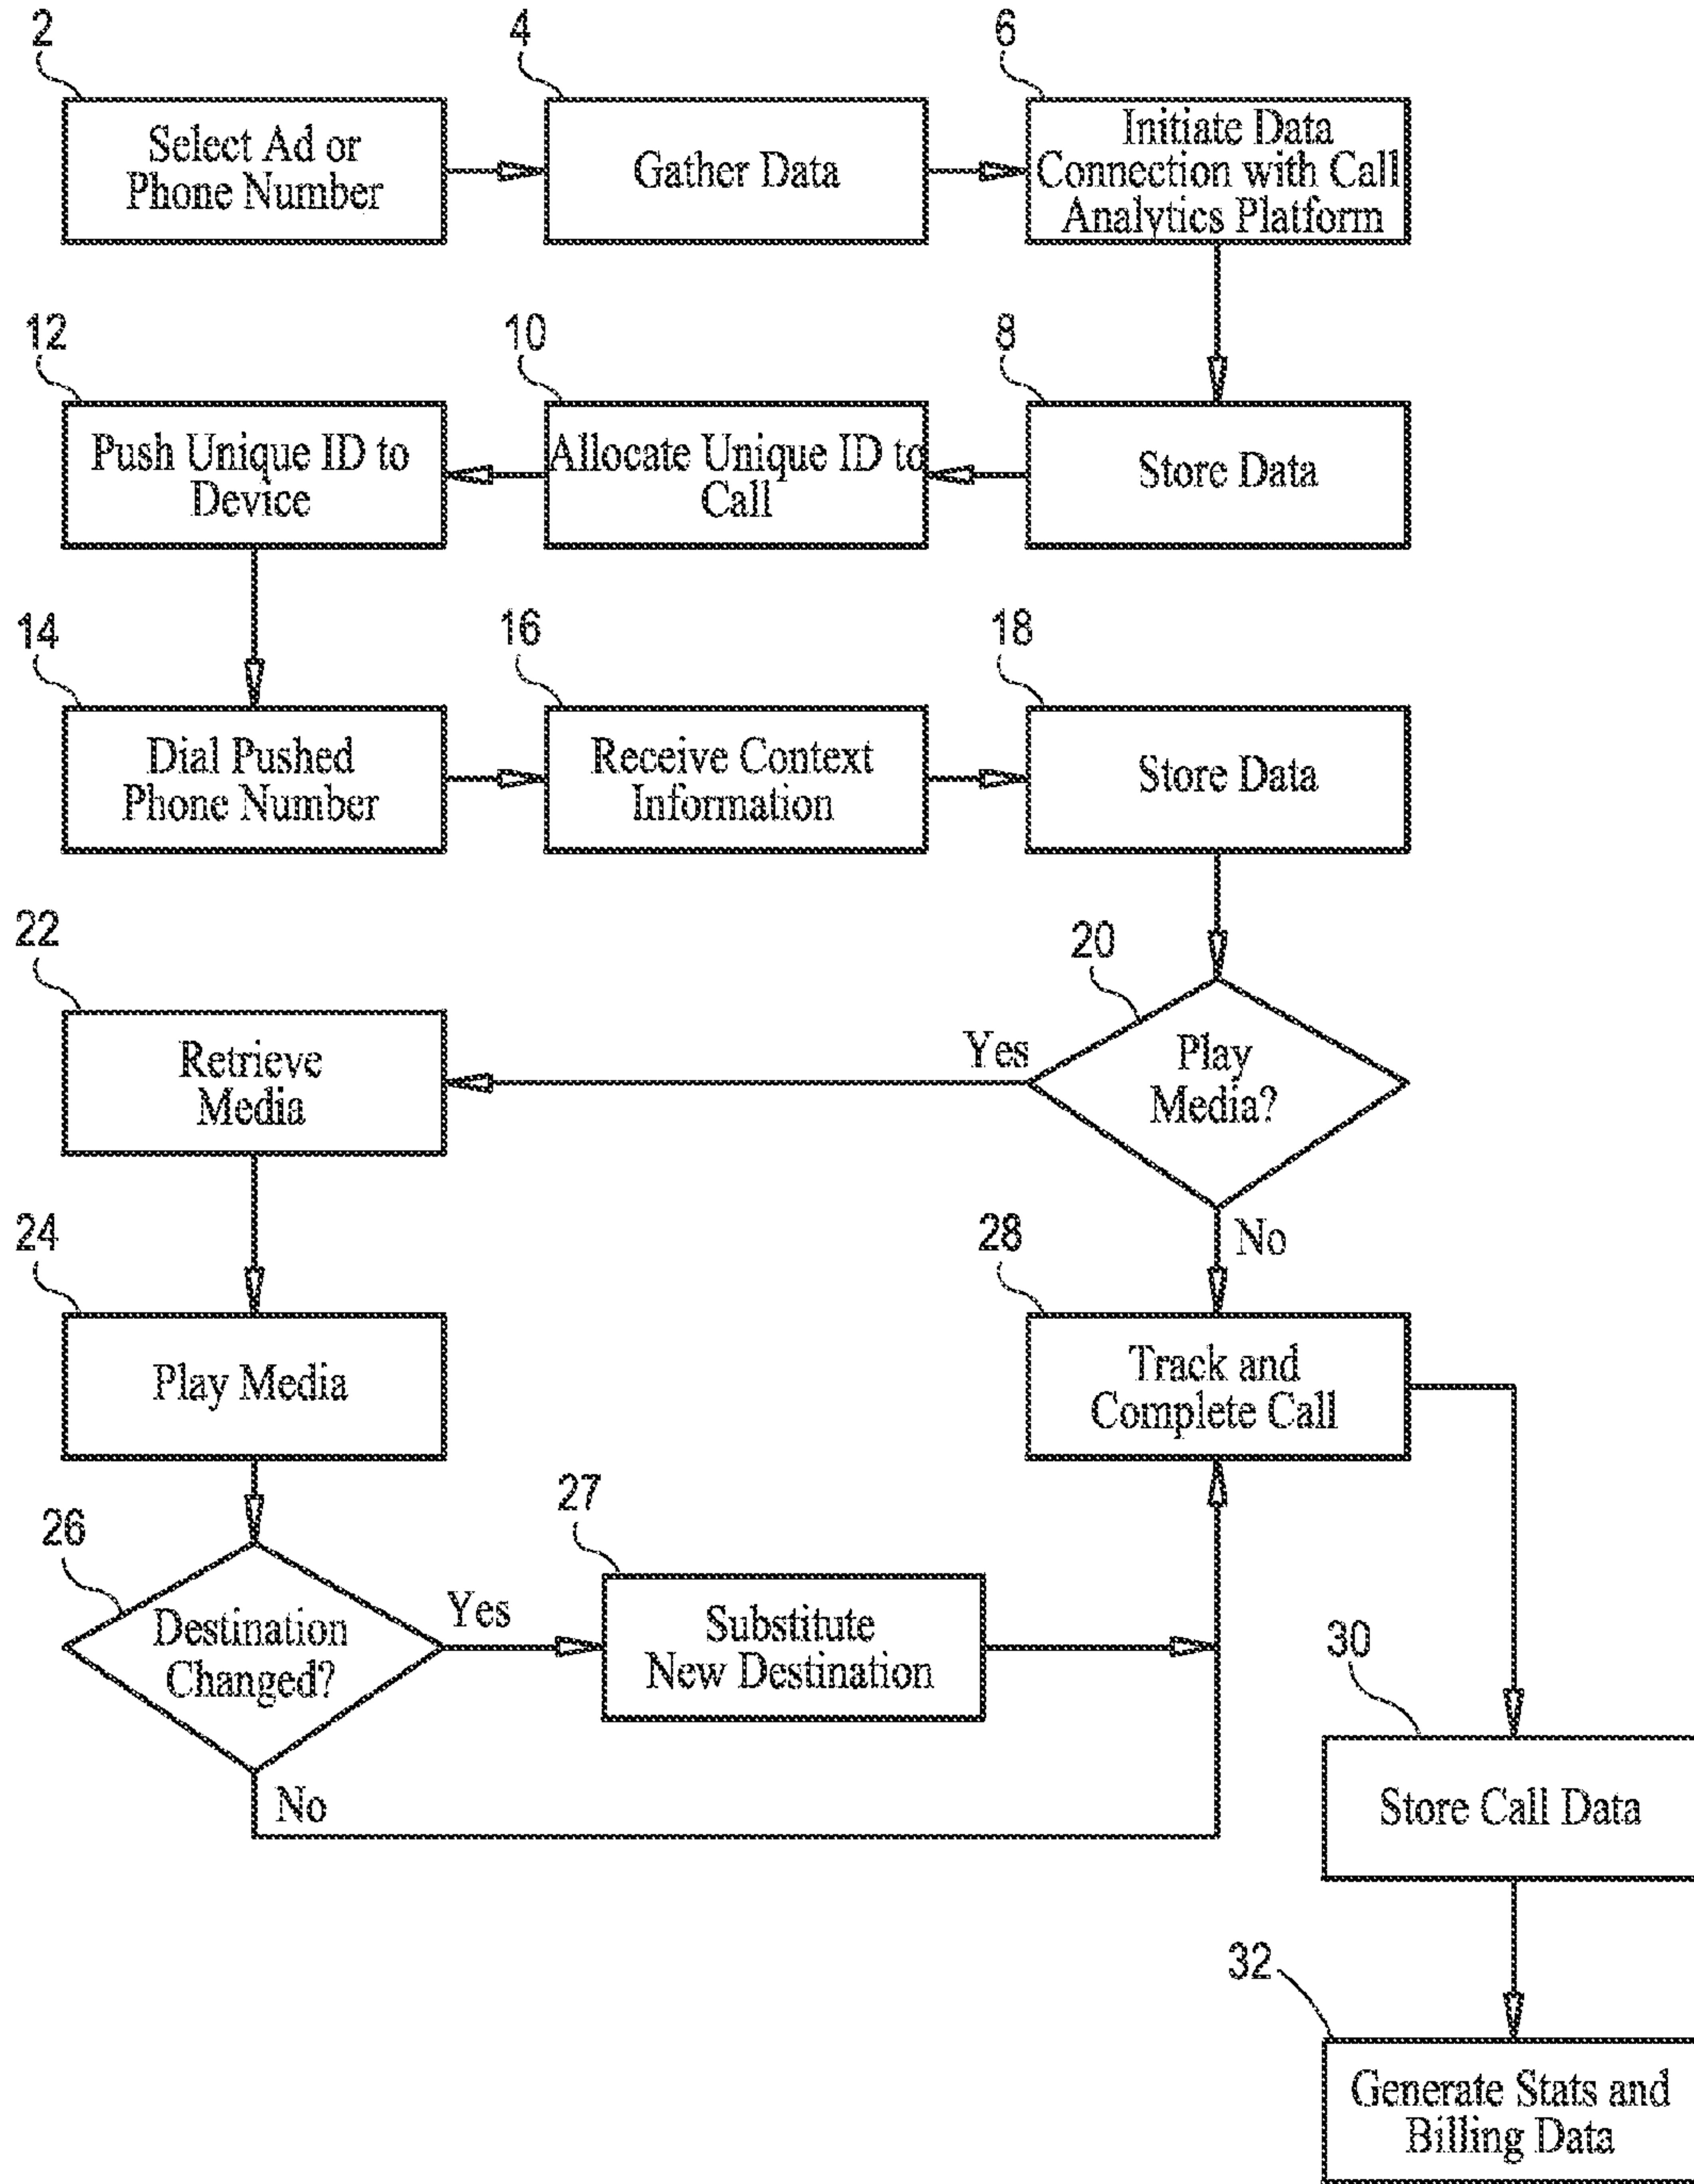 2
Select Ad or
Phone Number
4
Gather Data
6
Initiate Data
Connection with Call
Analytics Platform
12
Push Unique ID to
Device
10
Allocate Unique ID to
Call
8
Store Data
14
Dial Pushed
Phone Number
16
Receive Context
Information
18
Store Data
22
Retrieve
Media
Yes
20
Play
Media?
No
24
Play Media
28
Track and
Complete Call
26
Destination
Changed?
Yes
No
27
Substitute
New Destination
30
Store Call Data
32
Generate Stats and
Billing Data